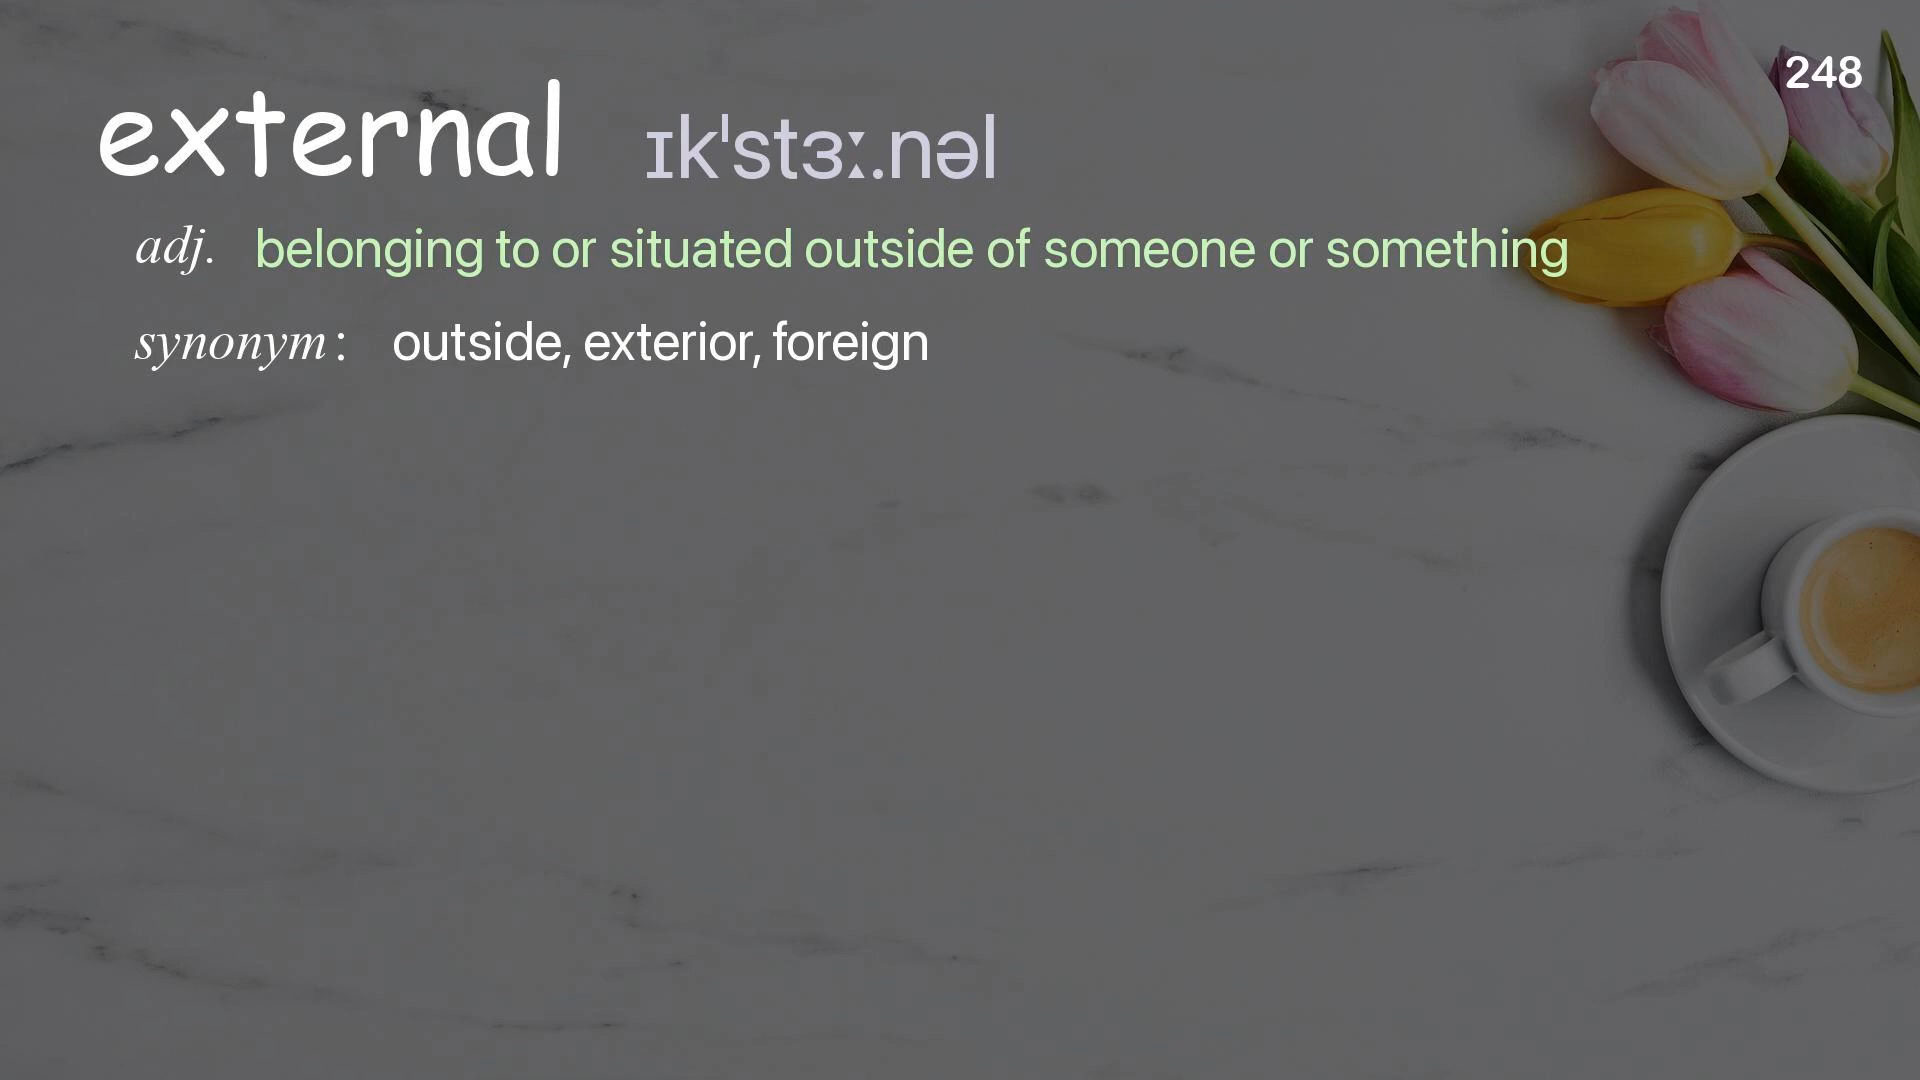 248
external ɪkˈstɜː.nəl
adj. belonging to or situated outside of someone or something
synonym : outside, exterior, foreign